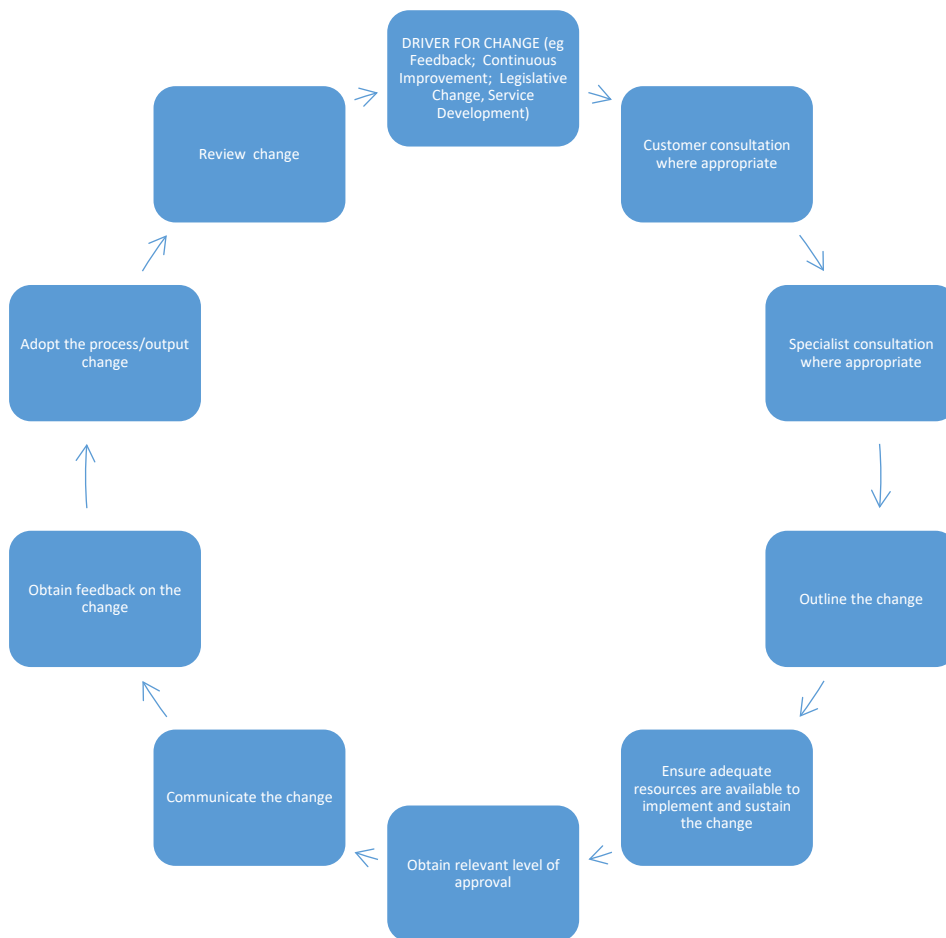 DRIVER FOR CHANGE (eg
Feedback;  Continuous
Improvement;  Legislative
Change, Service
Development)
Customer consultation
where appropriate
Specialist consultation
where appropriate
Outline the change
Ensure adequate
resources are available to
implement and sustain
the change
Obtain relevant level of
approval
Communicate the change
Obtain feedback on the
change
Adopt the process/output
change
Review  change